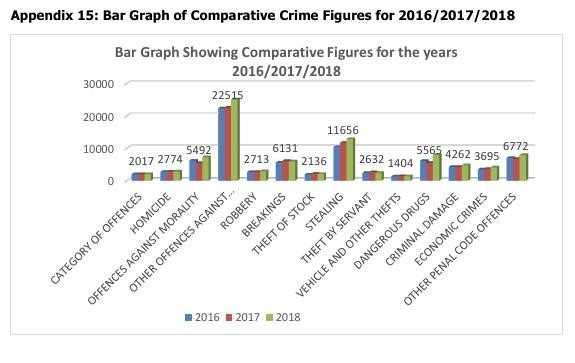 Appendix 15: Bar Graph of Comparative Crime Figures for 2016/2017/2018
Bar Graph Showing Comparative Figures for the years
2016/2017/2018
30000
20000
10000
0
2017
2774
5492
22515
2713
6131
2136
11656
2632
1404
5565
4262
3695
6772
CATEGORY OF OFFENCES
HOMICIDE
OFFENCES AGAINST MORALITY
OTHER OFFENCES AGAINST...
ROBBERY
BREAKINGS
THEFT OF STOCK
STEALING
THEFT BY SERVANT
VEHICLE AND OTHER THEFTS
DANGEROUS DRUGS
CRIMINAL DAMAGE
ECONOMIC CRIMES
OTHER PENAL CODE OFFENCES
2016 2017 2018